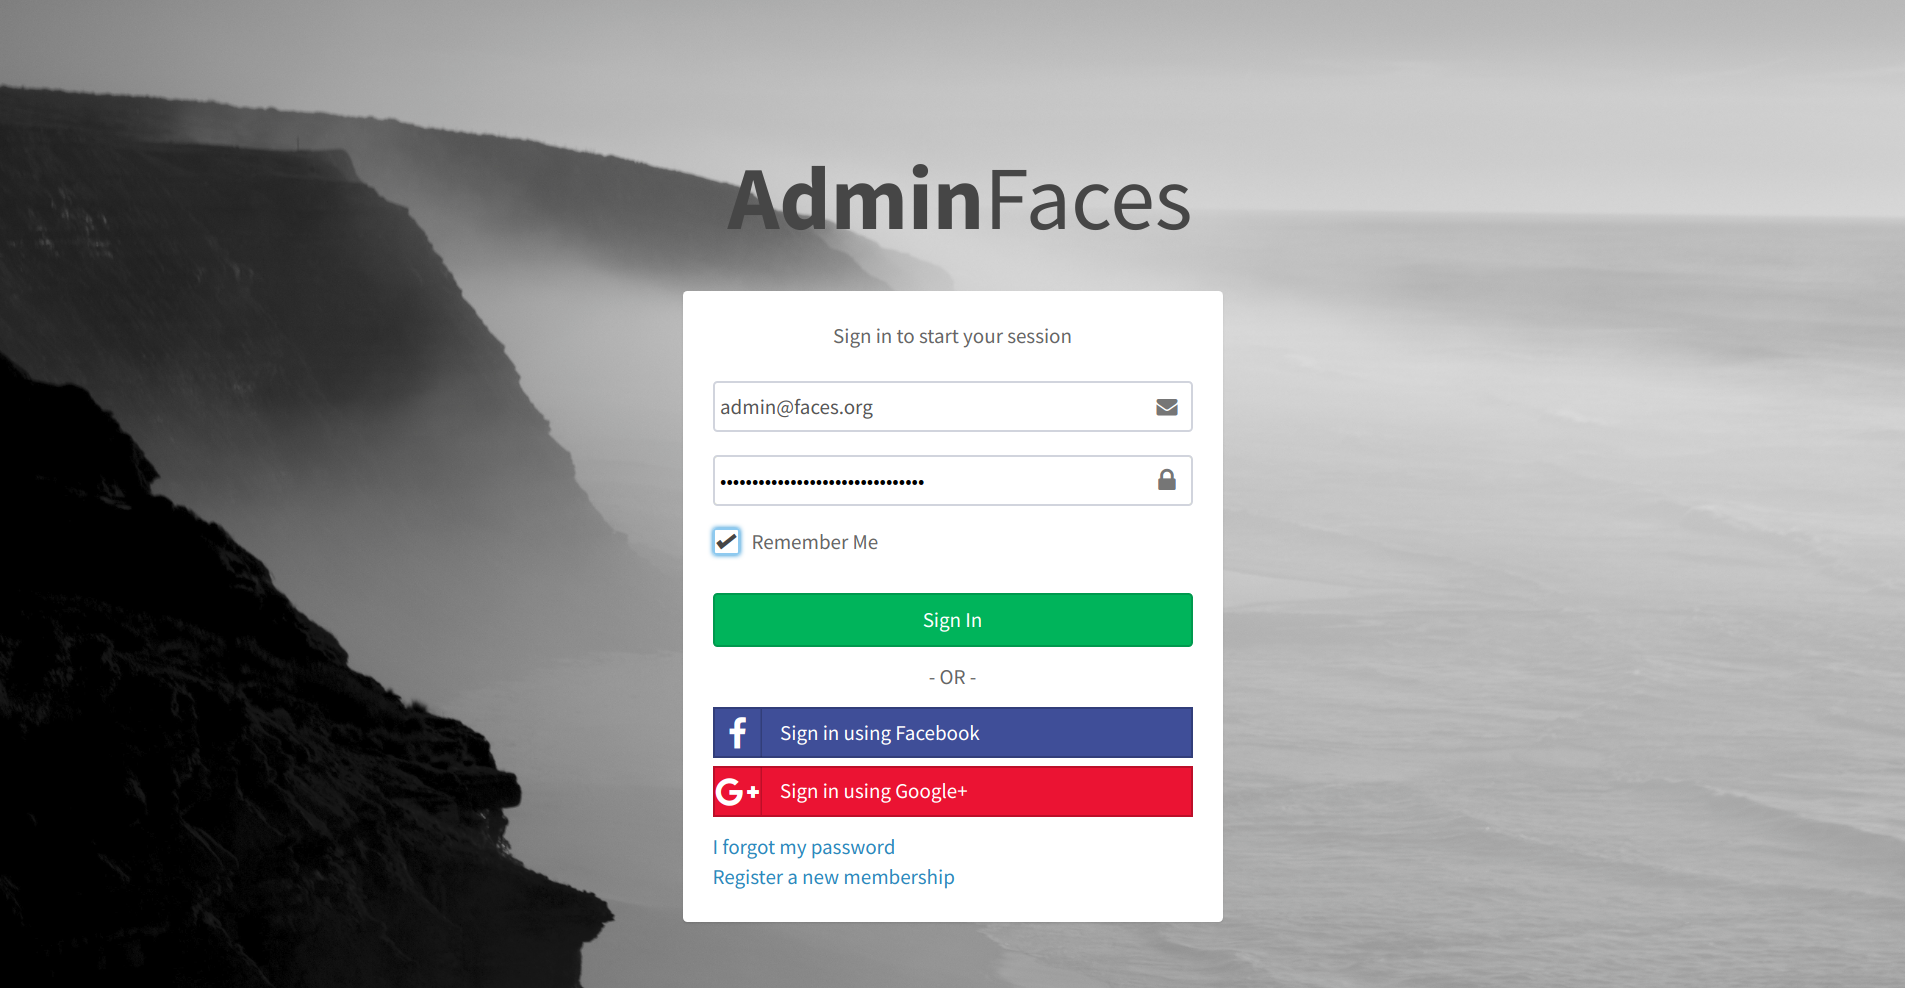 AdminFaces
Sign in to start your session
admin@faces.org
Remember Me
Sign In
- OR -
Sign in using Facebook
G+ Sign in using Google+
I forgot my password
Register a new membership